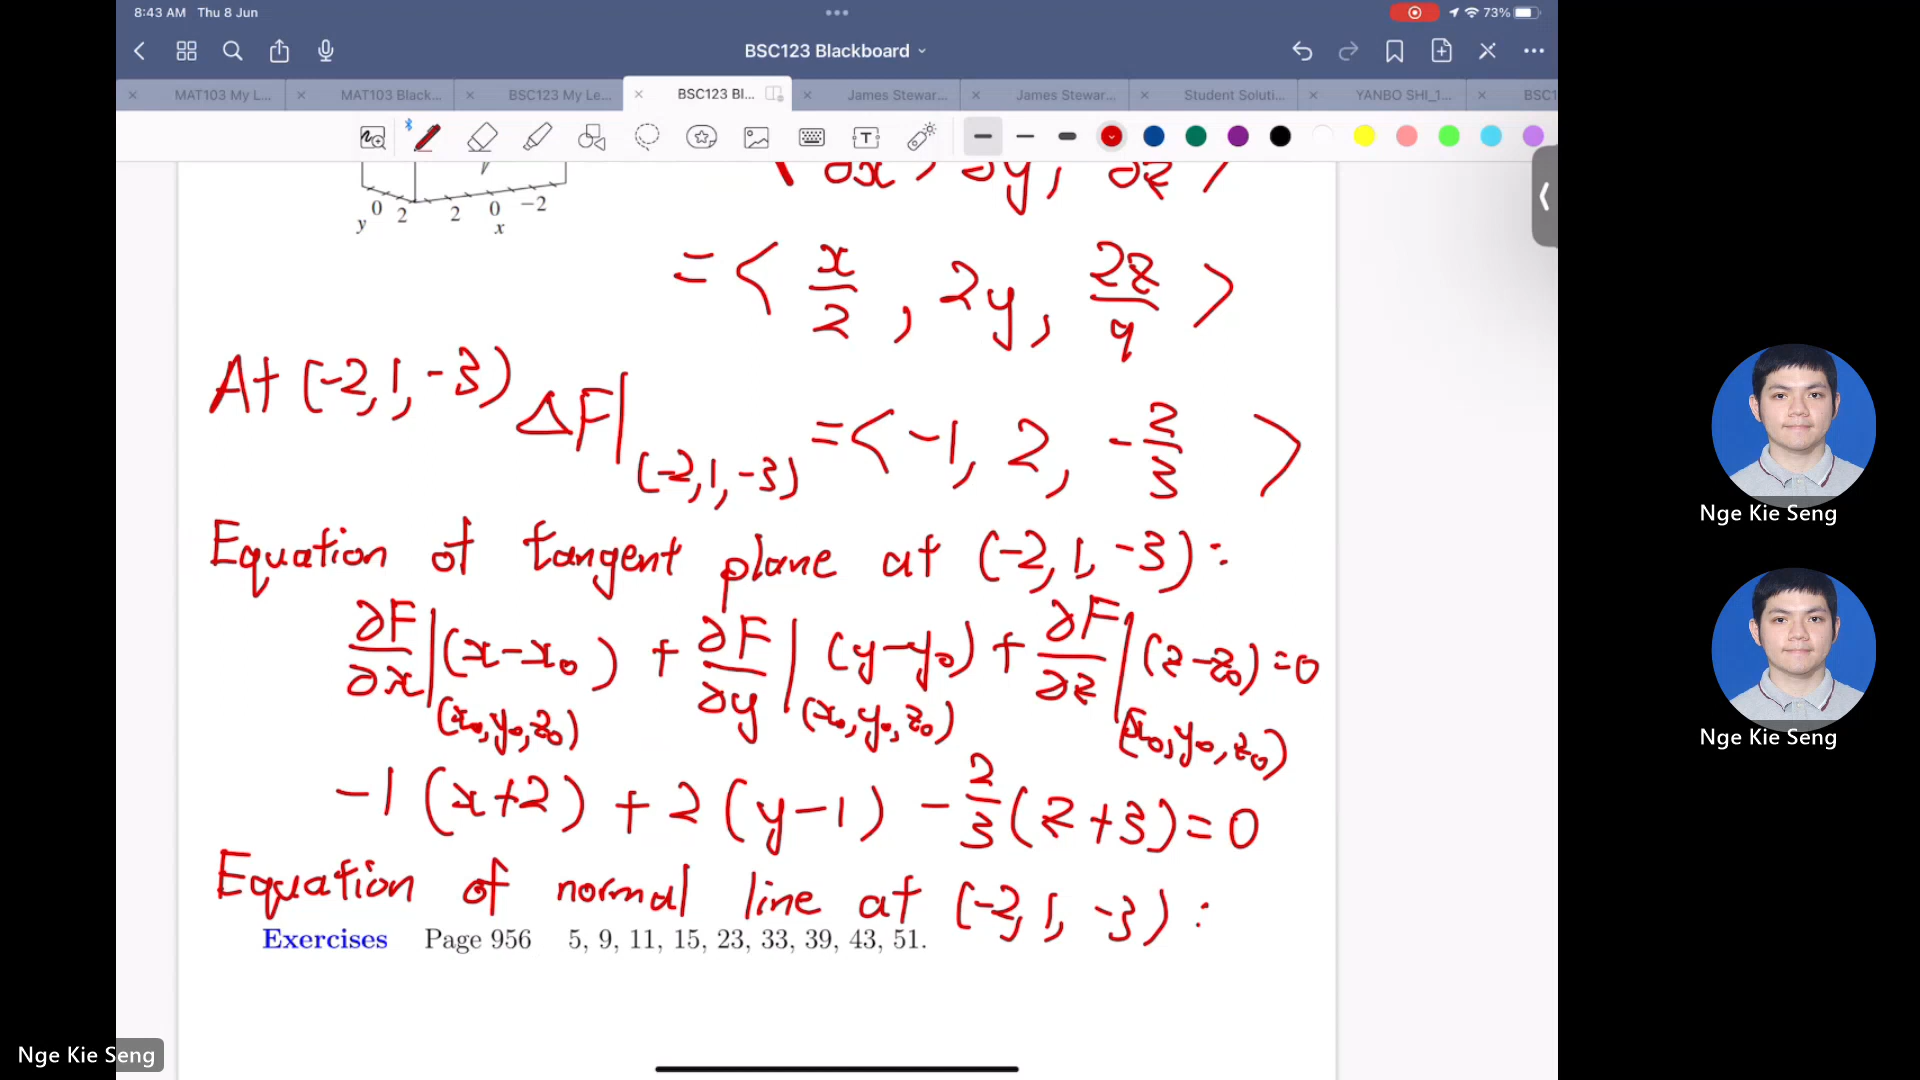 8:43 AM Thu 8 Jun
73%
BSC123 Blackboard
MAT103 My L...
MAT103 Black...
BSC123 My Le...
BSC123 Bl...
James Stewar...
James Stewar...
Student Soluti...
YANBO SHI_1...
BSC1
y 0 2 2 0 -2
x
⟨ ∂x, ∂y, ∂z ⟩
= ⟨ x/2, 2y, 2z/9 ⟩
At (-2, 1, -3) ΔF|(-2, 1, -3) = ⟨ -1, 2, -2/3 ⟩
Equation of tangent plane at (-2, 1, -3):
∂F/∂x|(x₀, y₀, z₀) (x-x₀) + ∂F/∂y|(x₀, y₀, z₀) (y-y₀) + ∂F/∂z|(x₀, y₀, z₀) (z-z₀) = 0
-1 (x+2) + 2 (y-1) - 2/3 (z+3) = 0
Equation of normal line at (-2, 1, -3):
Exercises Page 956 5, 9, 11, 15, 23, 33, 39, 43, 51.
Nge Kie Seng
Nge Kie Seng
Nge Kie Seng